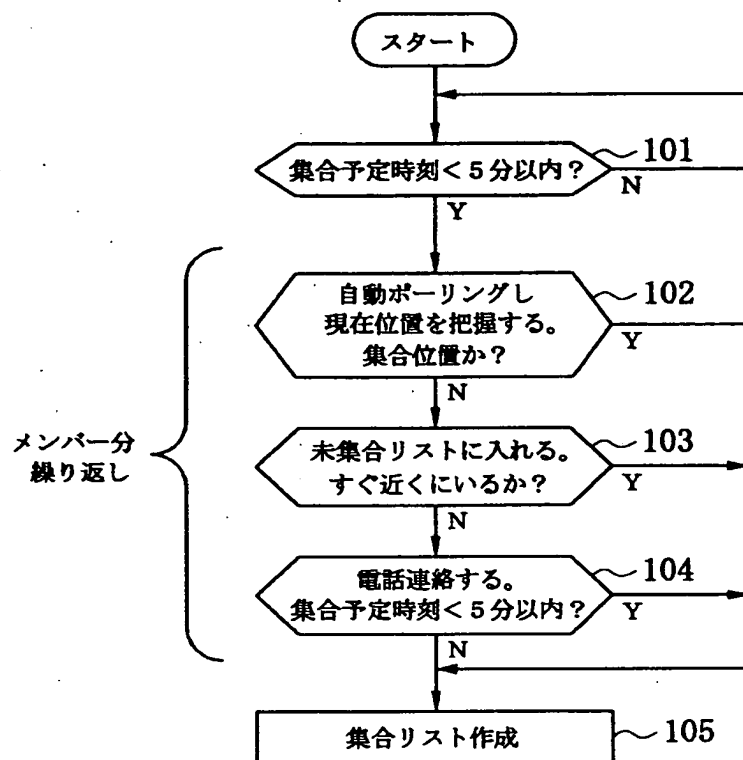 スタート
集合予定時刻<5分以内?
101
N
Y
自動ポーリングし
現在位置を把握する。
集合位置か?
102
Y
N
メンバー分
繰り返し
未集合リストに入れる。
すぐ近くにいるか?
103
Y
N
電話連絡する。
集合予定時刻<5分以内?
104
Y
N
集合リスト作成
105